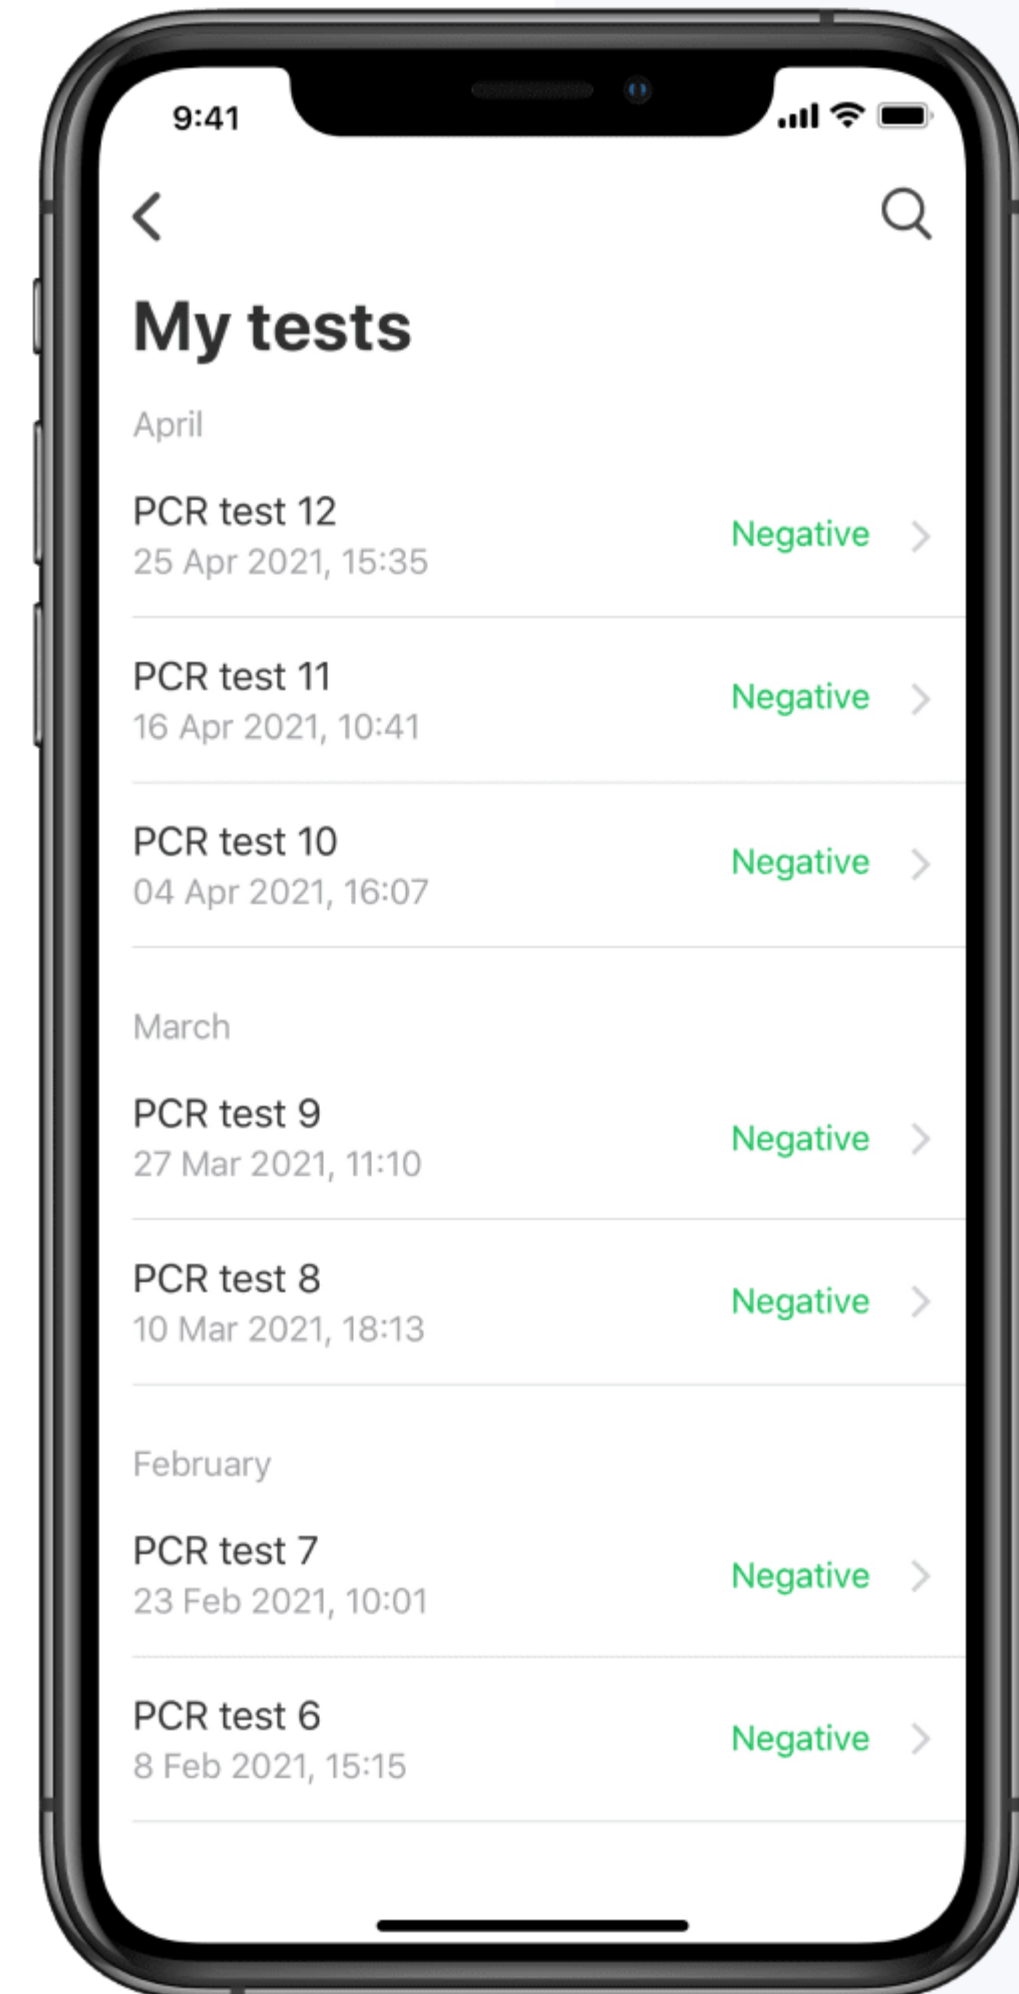 9:41
My tests
April
PCR test 12
25 Apr 2021, 15:35
Negative
PCR test 11
16 Apr 2021, 10:41
Negative
PCR test 10
04 Apr 2021, 16:07
Negative
March
PCR test 9
27 Mar 2021, 11:10
Negative
PCR test 8
10 Mar 2021, 18:13
Negative
February
PCR test 7
23 Feb 2021, 10:01
Negative
PCR test 6
8 Feb 2021, 15:15
Negative